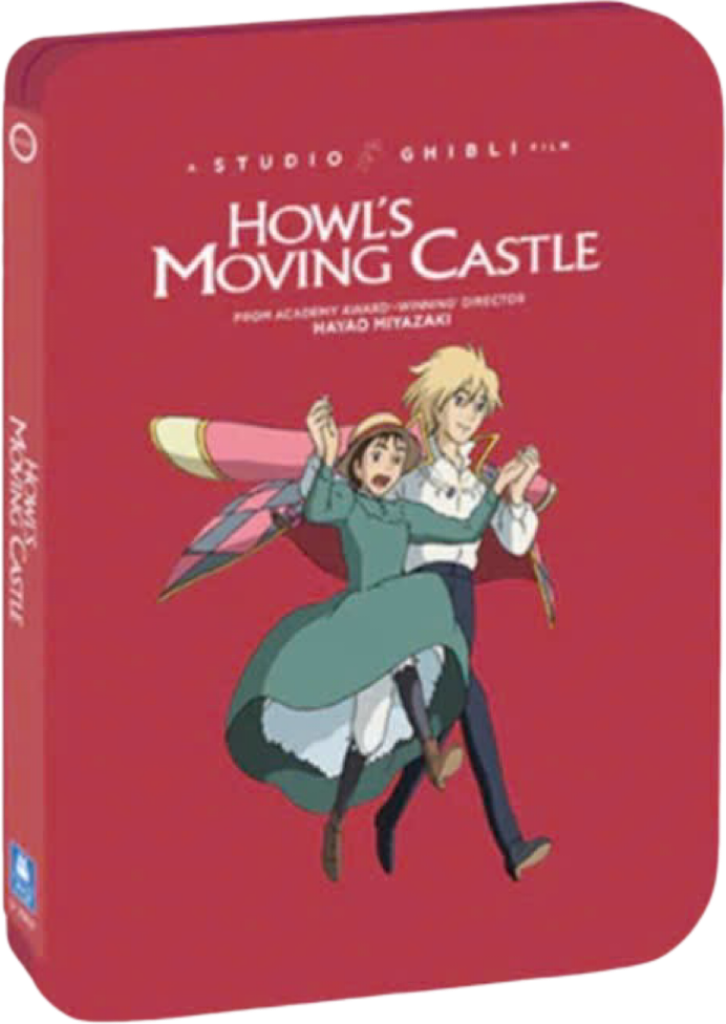 A STUDIO GHIBLI FILM
HOWL'S
MOVING CASTLE
FROM ACADEMY AWARD-WINNING DIRECTOR
HAYAO MIYAZAKI
HOWL'S
MOVING CASTLE